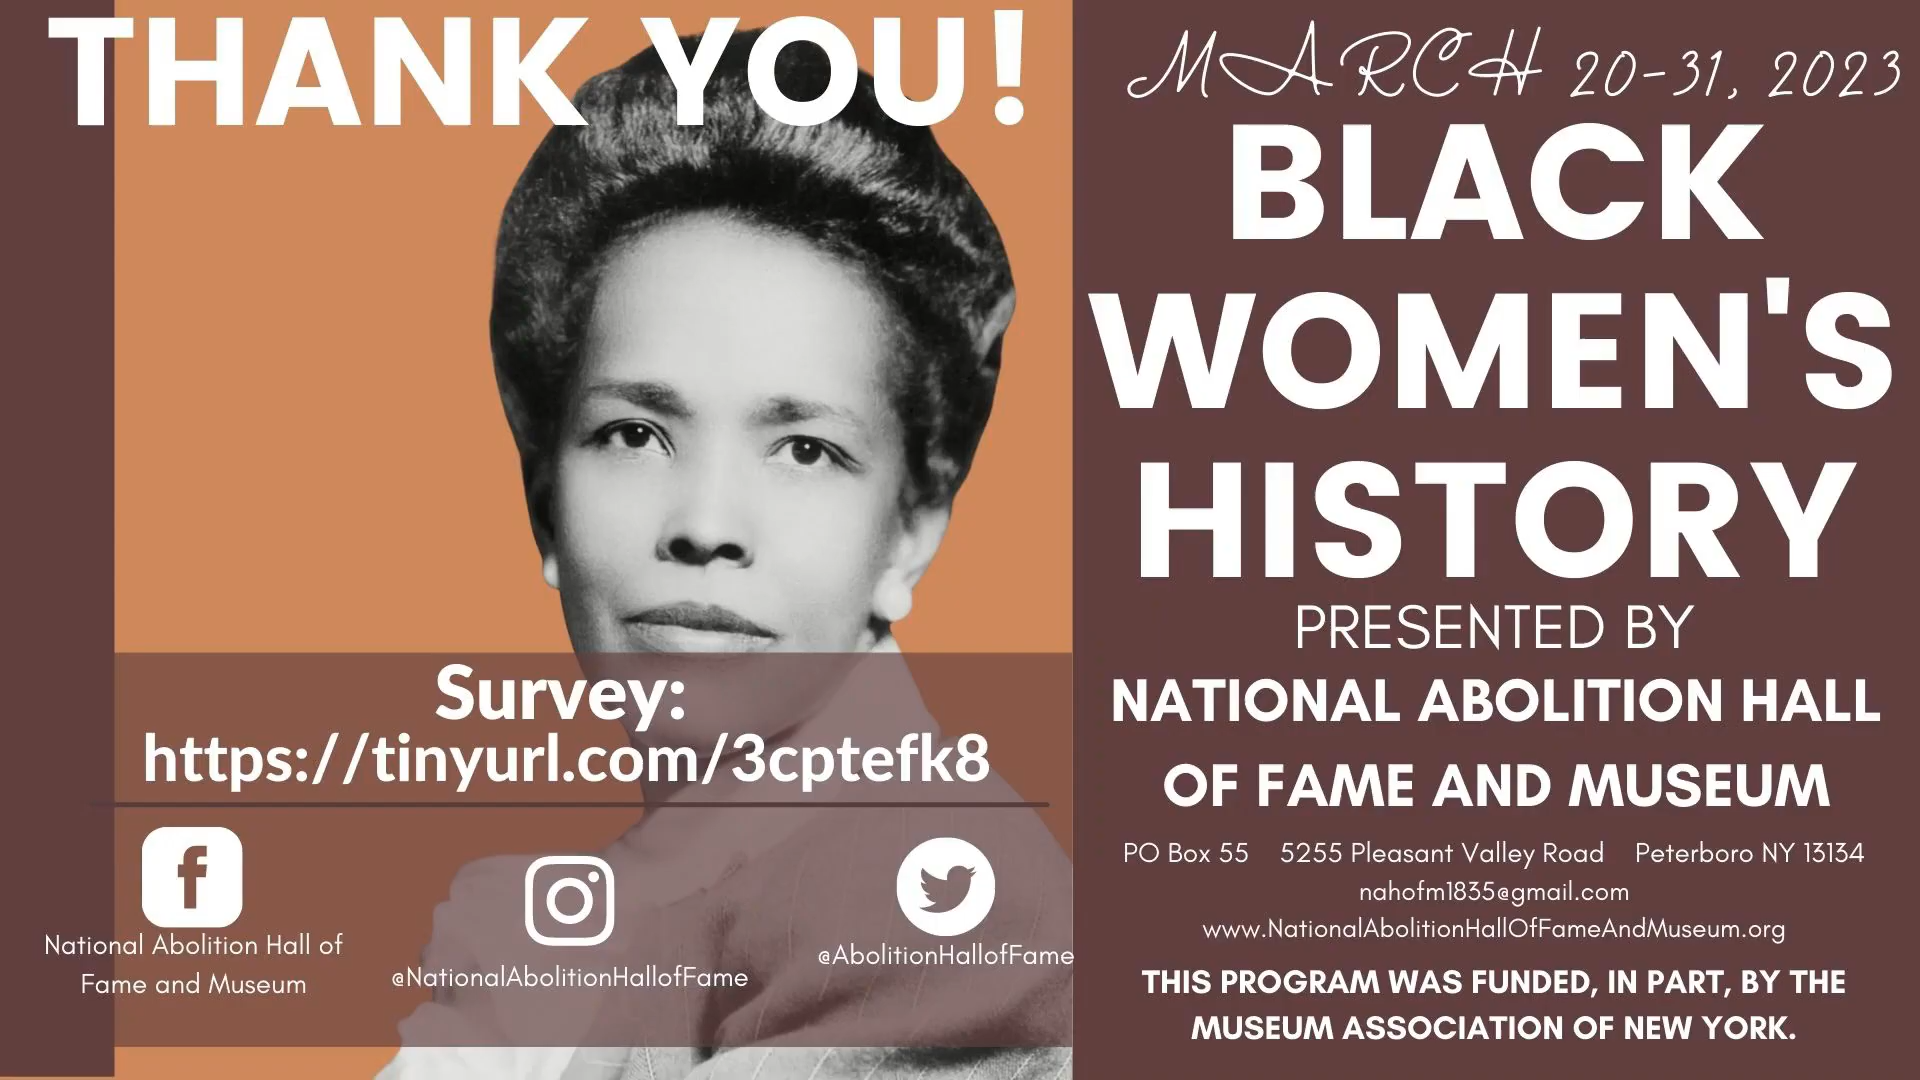 THANK YOU!
Survey:
https://tinyurl.com/3cptefk8
National Abolition Hall of
Fame and Museum
@NationalAbolitionHallofFame
@AbolitionHallofFame
MARCH 20-31, 2023
BLACK
WOMEN'S
HISTORY
PRESENTED BY
NATIONAL ABOLITION HALL
OF FAME AND MUSEUM
PO Box 55 5255 Pleasant Valley Road Peterboro NY 13134
nahofm1835@gmail.com
www.NationalAbolitionHallOfFameAndMuseum.org
THIS PROGRAM WAS FUNDED, IN PART, BY THE
MUSEUM ASSOCIATION OF NEW YORK.